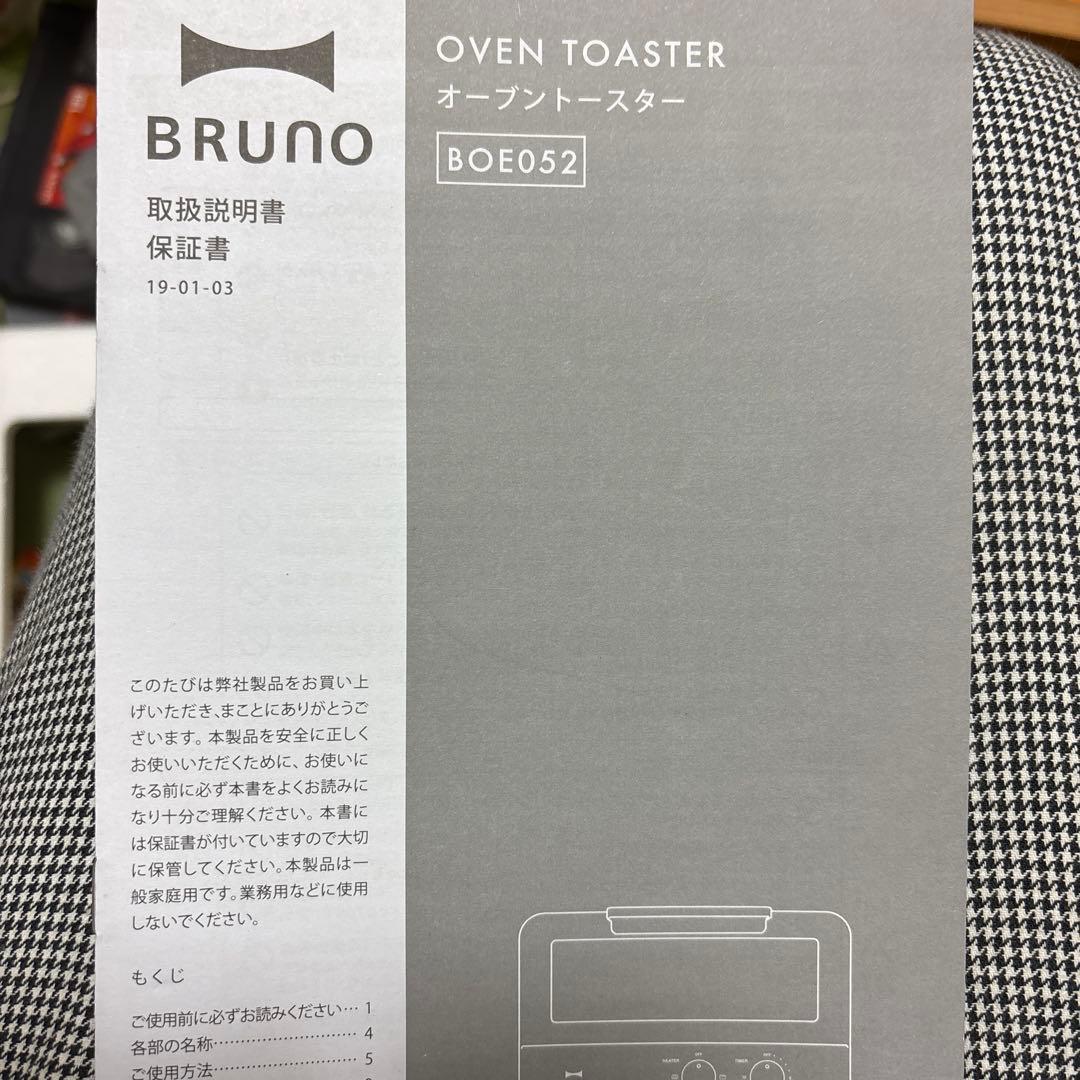 BRUNO
取扱説明書
保証書
19-01-03
OVEN TOASTER
オーブントースター
BOE052
このたびは弊社製品をお買い上
げいただき、まことにありがとうご
ざいます。本製品を安全に正しく
お使いいただくために、お使いに
なる前に必ず本書をよくお読みに
なり十分ご理解ください。本書に
は保証書が付いていますので大切
に保管してください。本製品は一
般家庭用です。業務用などに使用
しないでください。
もくじ
ご使用前に必ずお読みください… 1
各部の名称………………………… 4
ご使用方法………………………… 5
HEATER
OFF
TIMER
OFF